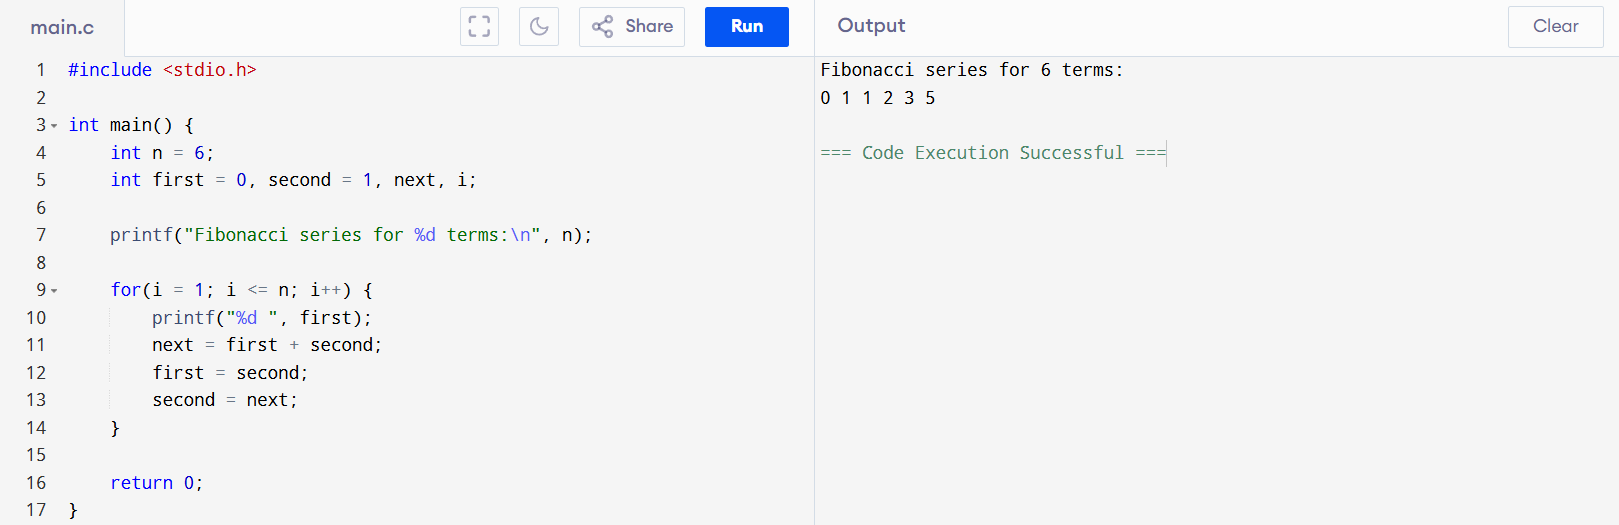 main.c
Share
Run
Output
Clear
1 #include <stdio.h>
2
3 int main() {
4     int n = 6;
5     int first = 0, second = 1, next, i;
6
7     printf("Fibonacci series for %d terms:\n", n);
8
9     for(i = 1; i <= n; i++) {
10         printf("%d ", first);
11         next = first + second;
12         first = second;
13         second = next;
14     }
15
16     return 0;
17 }
Fibonacci series for 6 terms:
0 1 1 2 3 5
=== Code Execution Successful ===